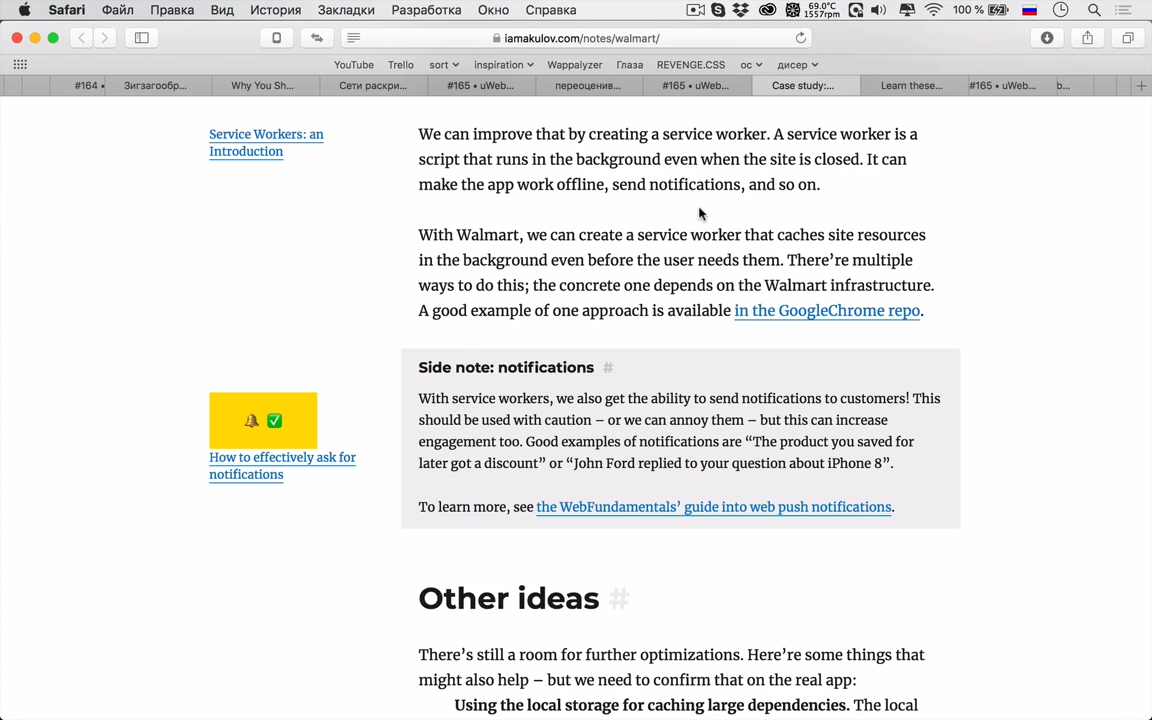 Safari Файл Правка Вид История Закладки Разработка Окно Справка 69.0°C 1557rpm 100 %
iamakulov.com/notes/walmart/
YouTube Trello sort inspiration Wappalyzer Глаза REVENGE.CSS ос дисер
#164 • Зигзагообр... Why You Sh... Сети раскри... #165 • uWeb... переоценив... #165 • uWeb... Case study:... Learn these... #165 • uWeb... b...
Service Workers: an
Introduction
We can improve that by creating a service worker. A service worker is a
script that runs in the background even when the site is closed. It can
make the app work offline, send notifications, and so on.
With Walmart, we can create a service worker that caches site resources
in the background even before the user needs them. There’re multiple
ways to do this; the concrete one depends on the Walmart infrastructure.
A good example of one approach is available in the GoogleChrome repo.
Side note: notifications #
With service workers, we also get the ability to send notifications to customers! This
should be used with caution – or we can annoy them – but this can increase
engagement too. Good examples of notifications are “The product you saved for
later got a discount” or “John Ford replied to your question about iPhone 8”.
How to effectively ask for
notifications
To learn more, see the WebFundamentals’ guide into web push notifications.
Other ideas #
There’s still a room for further optimizations. Here’re some things that
might also help – but we need to confirm that on the real app:
Using the local storage for caching large dependencies. The local